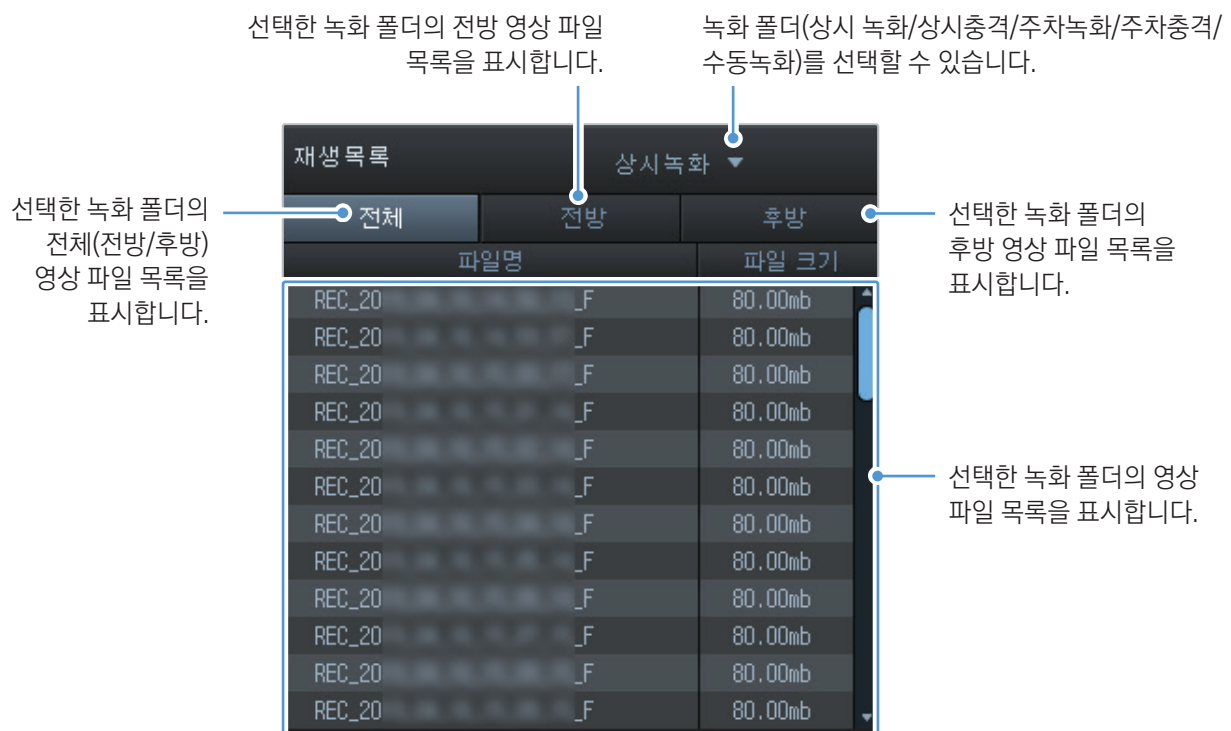 선택한 녹화 폴더의 전방 영상 파일
목록을 표시합니다.
녹화 폴더(상시 녹화/상시충격/주차녹화/주차충격/
수동녹화)를 선택할 수 있습니다.
재생목록 상시녹화
선택한 녹화 폴더의
전체(전방/후방)
영상 파일 목록을
표시합니다.
전체 전방 후방
선택한 녹화 폴더의
후방 영상 파일 목록을
표시합니다.
파일명 파일 크기
REC_20 _F 80.00mb
REC_20 _F 80.00mb
REC_20 _F 80.00mb
REC_20 _F 80.00mb
REC_20 _F 80.00mb
REC_20 _F 80.00mb
REC_20 _F 80.00mb
REC_20 _F 80.00mb
REC_20 _F 80.00mb
REC_20 _F 80.00mb
REC_20 _F 80.00mb
REC_20 _F 80.00mb
선택한 녹화 폴더의 영상
파일 목록을 표시합니다.